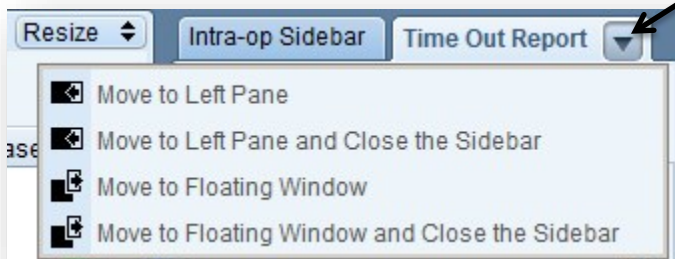 Resize
Intra-op Sidebar
Time Out Report
Move to Left Pane
ase
Move to Left Pane and Close the Sidebar
Move to Floating Window
Move to Floating Window and Close the Sidebar